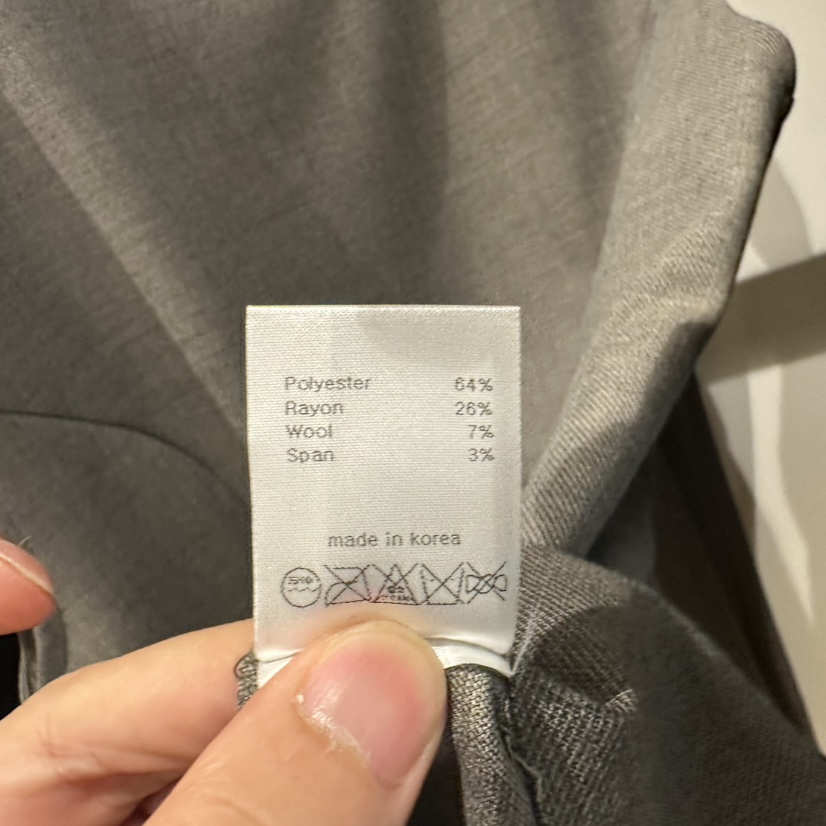 Polyester 64%
Rayon 26%
Wool 7%
Span 3%
made in korea